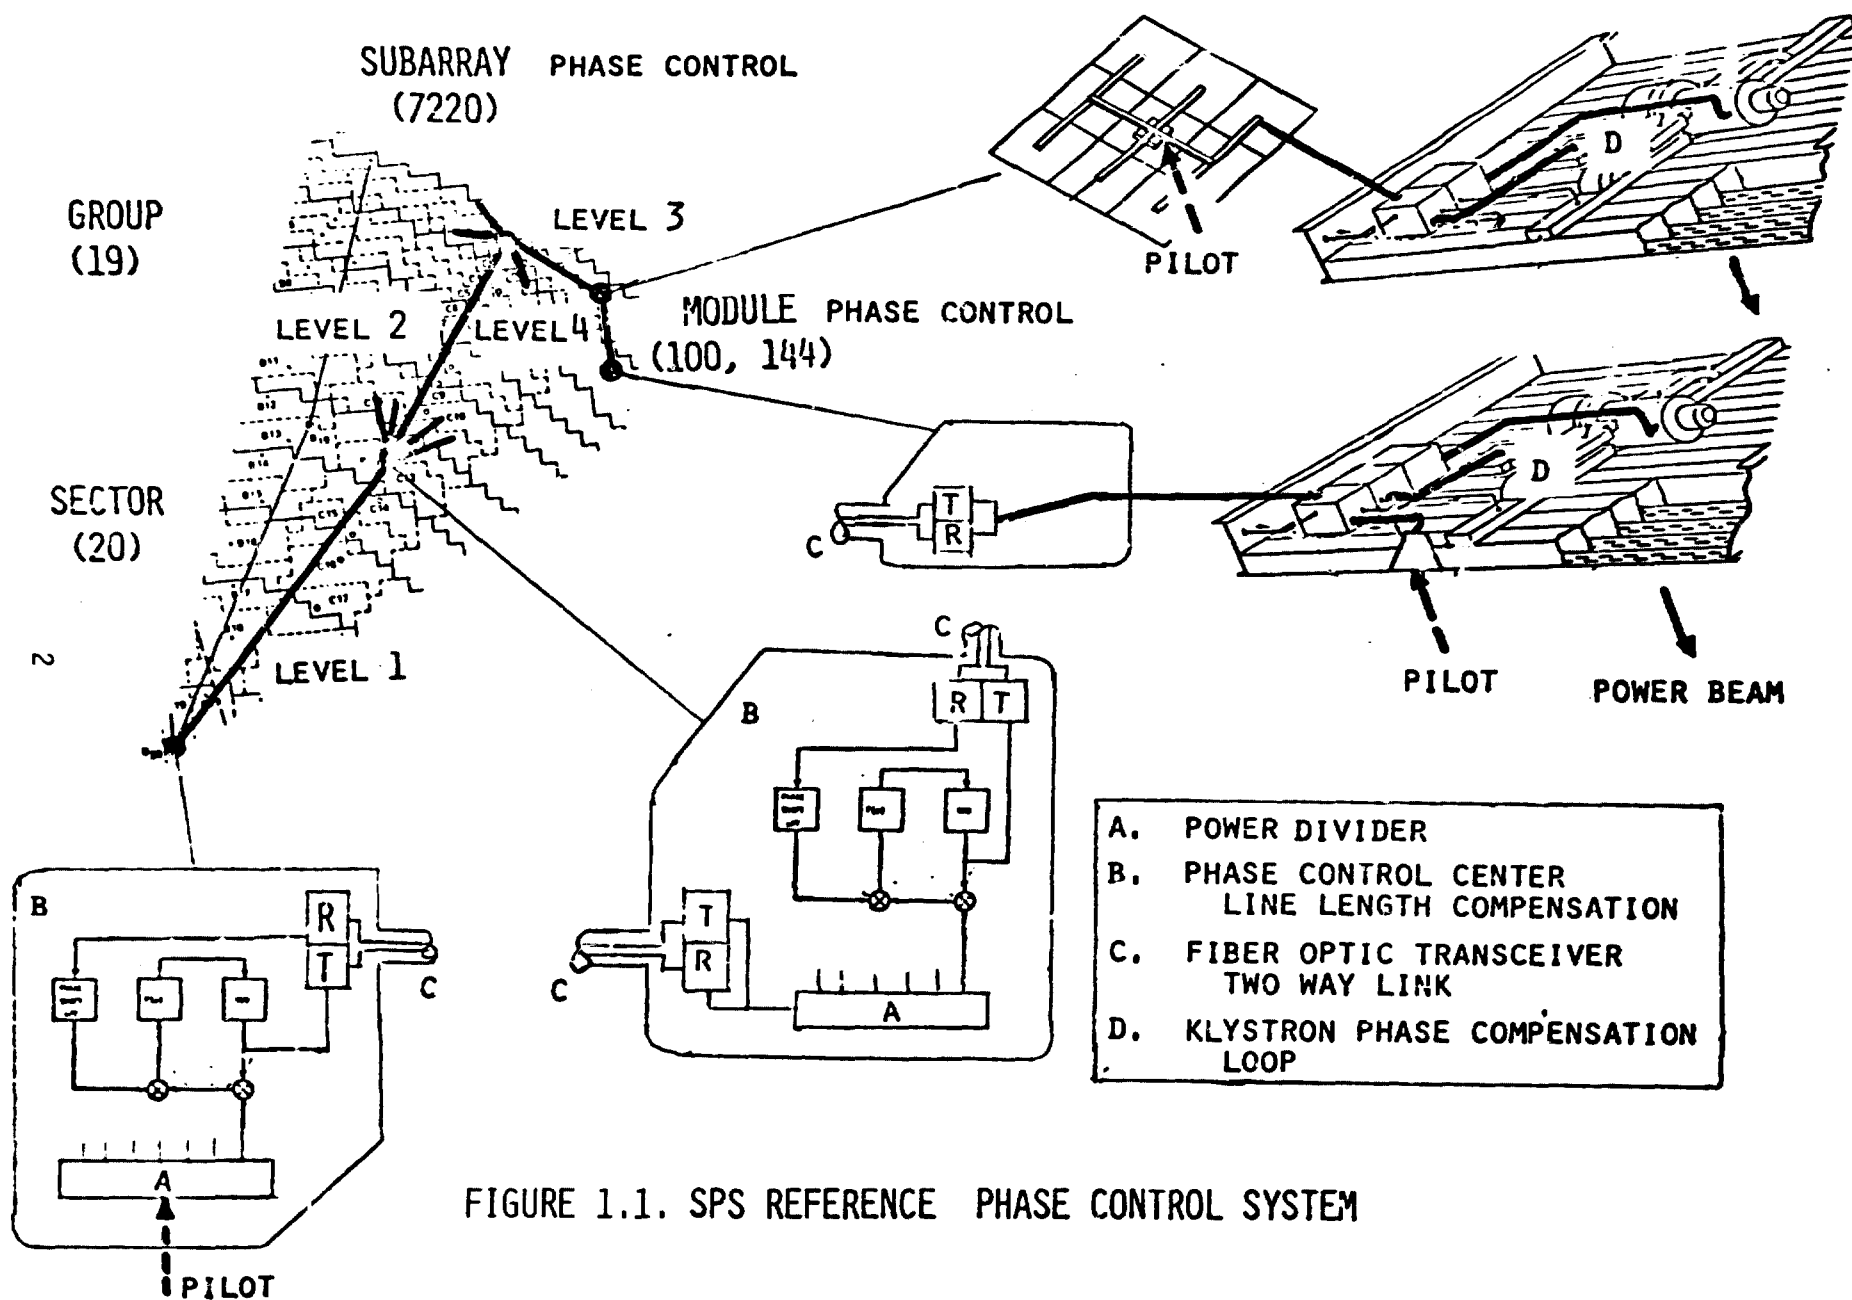 SUBARRAY PHASE CONTROL
(7220)
GROUP
(19)
LEVEL 3
PILOT
D
LEVEL 2
LEVEL 4
MODULE PHASE CONTROL
(100, 144)
SECTOR
(20)
T
R
C
D
LEVEL 1
PILOT
POWER BEAM
2
C
R T
B
T
R
C
A
B
R
T
C
A
PILOT
A. POWER DIVIDER
B. PHASE CONTROL CENTER
LINE LENGTH COMPENSATION
C. FIBER OPTIC TRANSCEIVER
TWO WAY LINK
D. KLYSTRON PHASE COMPENSATION
LOOP
FIGURE 1.1. SPS REFERENCE PHASE CONTROL SYSTEM